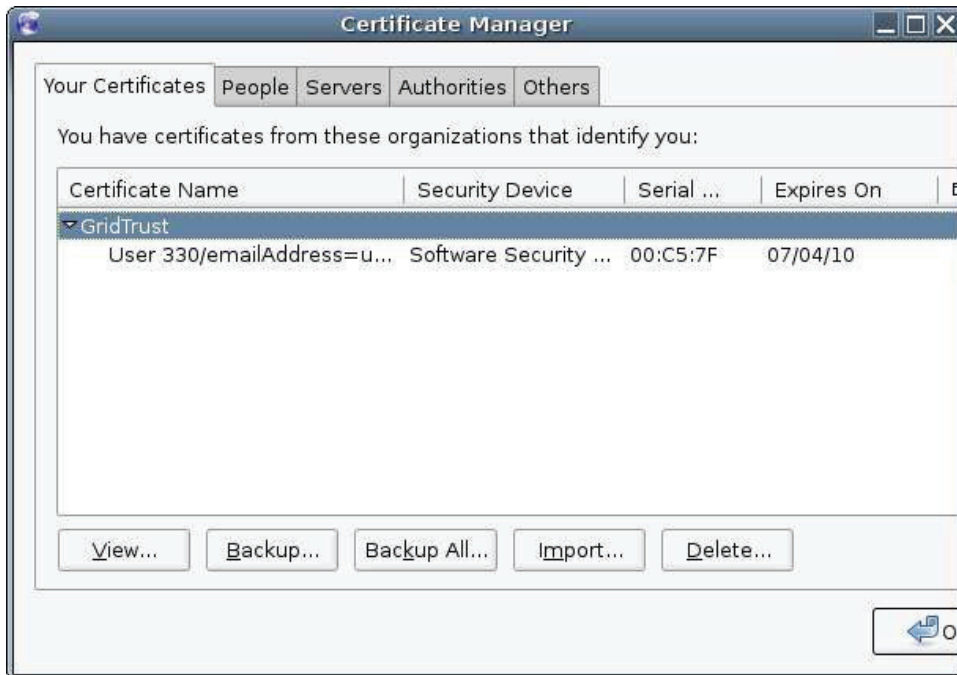 Certificate Manager
Your Certificates People Servers Authorities Others
You have certificates from these organizations that identify you:
Certificate Name Security Device Serial ... Expires On
GridTrust
User 330/emailAddress=u... Software Security ... 00:C5:7F 07/04/10
View... Backup... Backup All... Import... Delete...